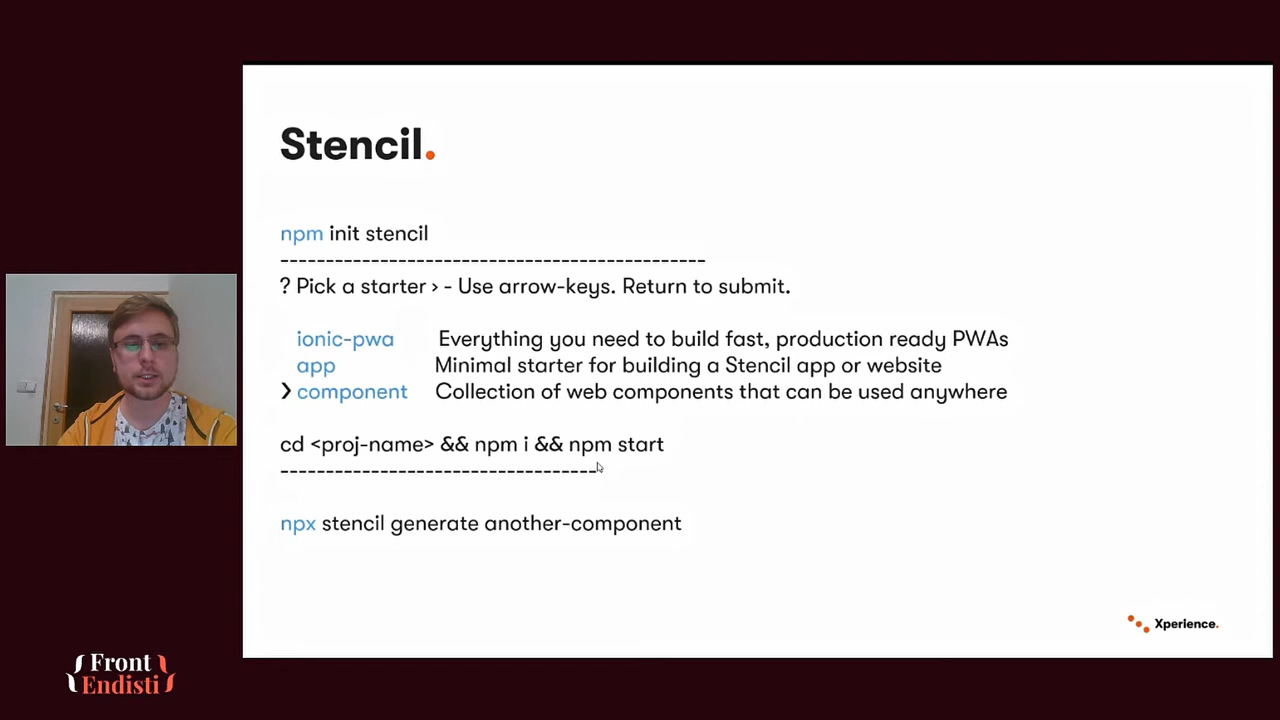 Stencil.
npm init stencil
-----------------------------------------------
? Pick a starter › - Use arrow-keys. Return to submit.
ionic-pwa Everything you need to build fast, production ready PWAs
app Minimal starter for building a Stencil app or website
❯ component Collection of web components that can be used anywhere
cd <proj-name> && npm i && npm start
-----------------------------------
npx stencil generate another-component
Xperience.
{Front
Endisti}